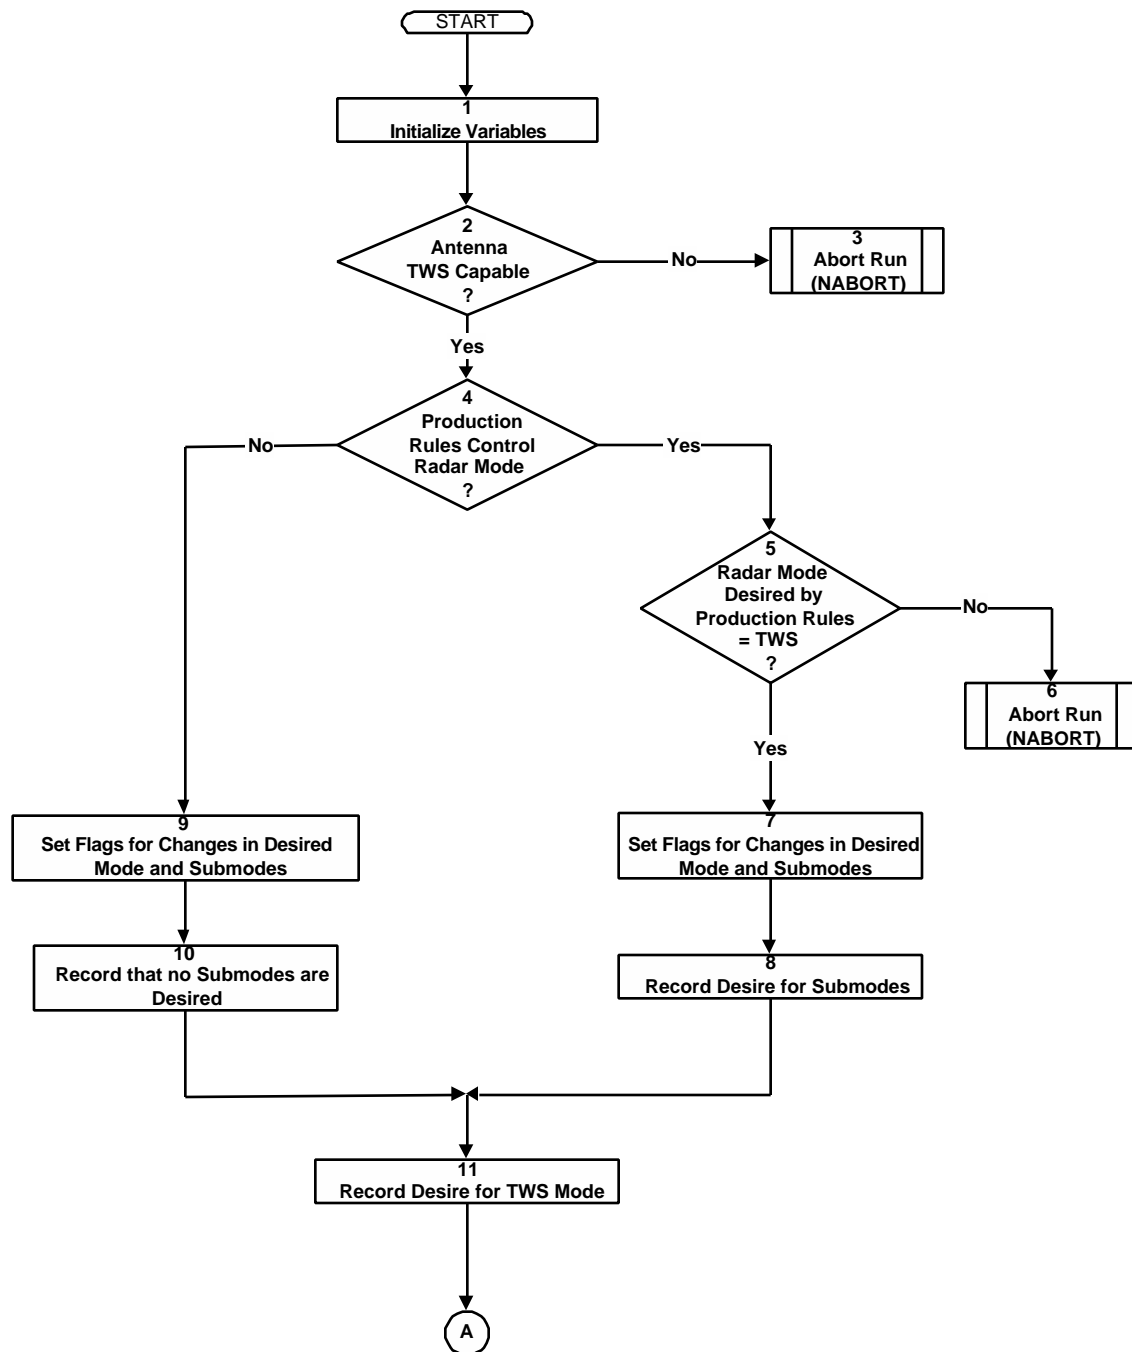 START
1
Initialize Variables
2
Antenna
TWS Capable
?
No
3
Abort Run
(NABORT)
Yes
4
Production
Rules Control
Radar Mode
?
No
Yes
5
Radar Mode
Desired by
Production Rules
= TWS
?
No
6
Abort Run
(NABORT)
Yes
9
Set Flags for Changes in Desired
Mode and Submodes
7
Set Flags for Changes in Desired
Mode and Submodes
10
Record that no Submodes are
Desired
8
Record Desire for Submodes
11
Record Desire for TWS Mode
A